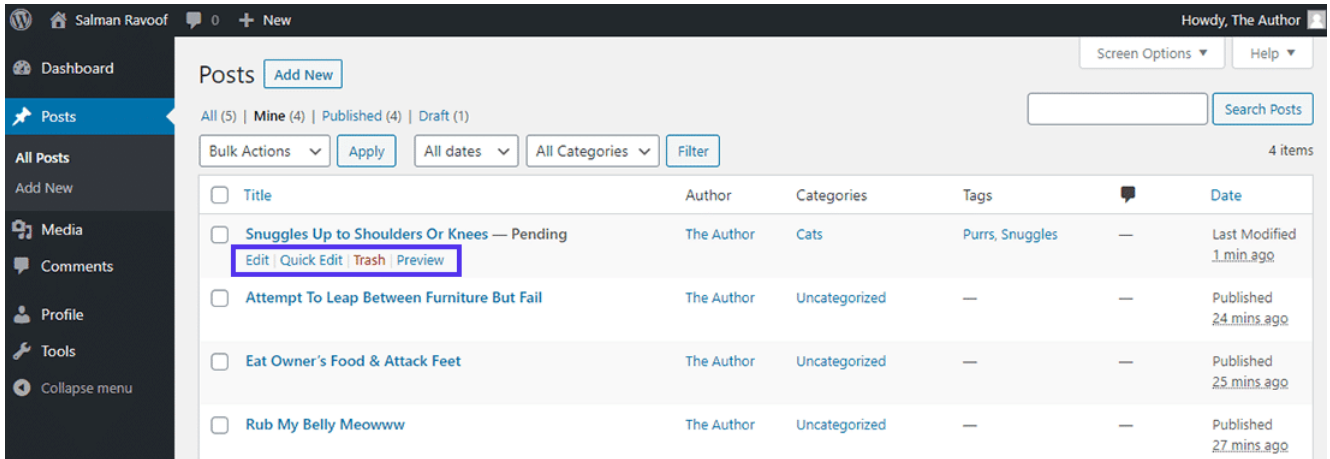 Salman Ravoof 0 + New Howdy, The Author
Screen Options ▼ Help ▼
Dashboard
Posts
All Posts
Add New
Media
Comments
Profile
Tools
Collapse menu
Posts Add New
All (5) | Mine (4) | Published (4) | Draft (1)
Search Posts
Bulk Actions Apply All dates All Categories Filter 4 items
Title Author Categories Tags Date
Snuggles Up to Shoulders Or Knees — Pending The Author Cats Purrs, Snuggles — Last Modified
Edit | Quick Edit | Trash | Preview 1 min ago
Attempt To Leap Between Furniture But Fail The Author Uncategorized — — Published
24 mins ago
Eat Owner’s Food & Attack Feet The Author Uncategorized — — Published
25 mins ago
Rub My Belly Meowww The Author Uncategorized — — Published
27 mins ago